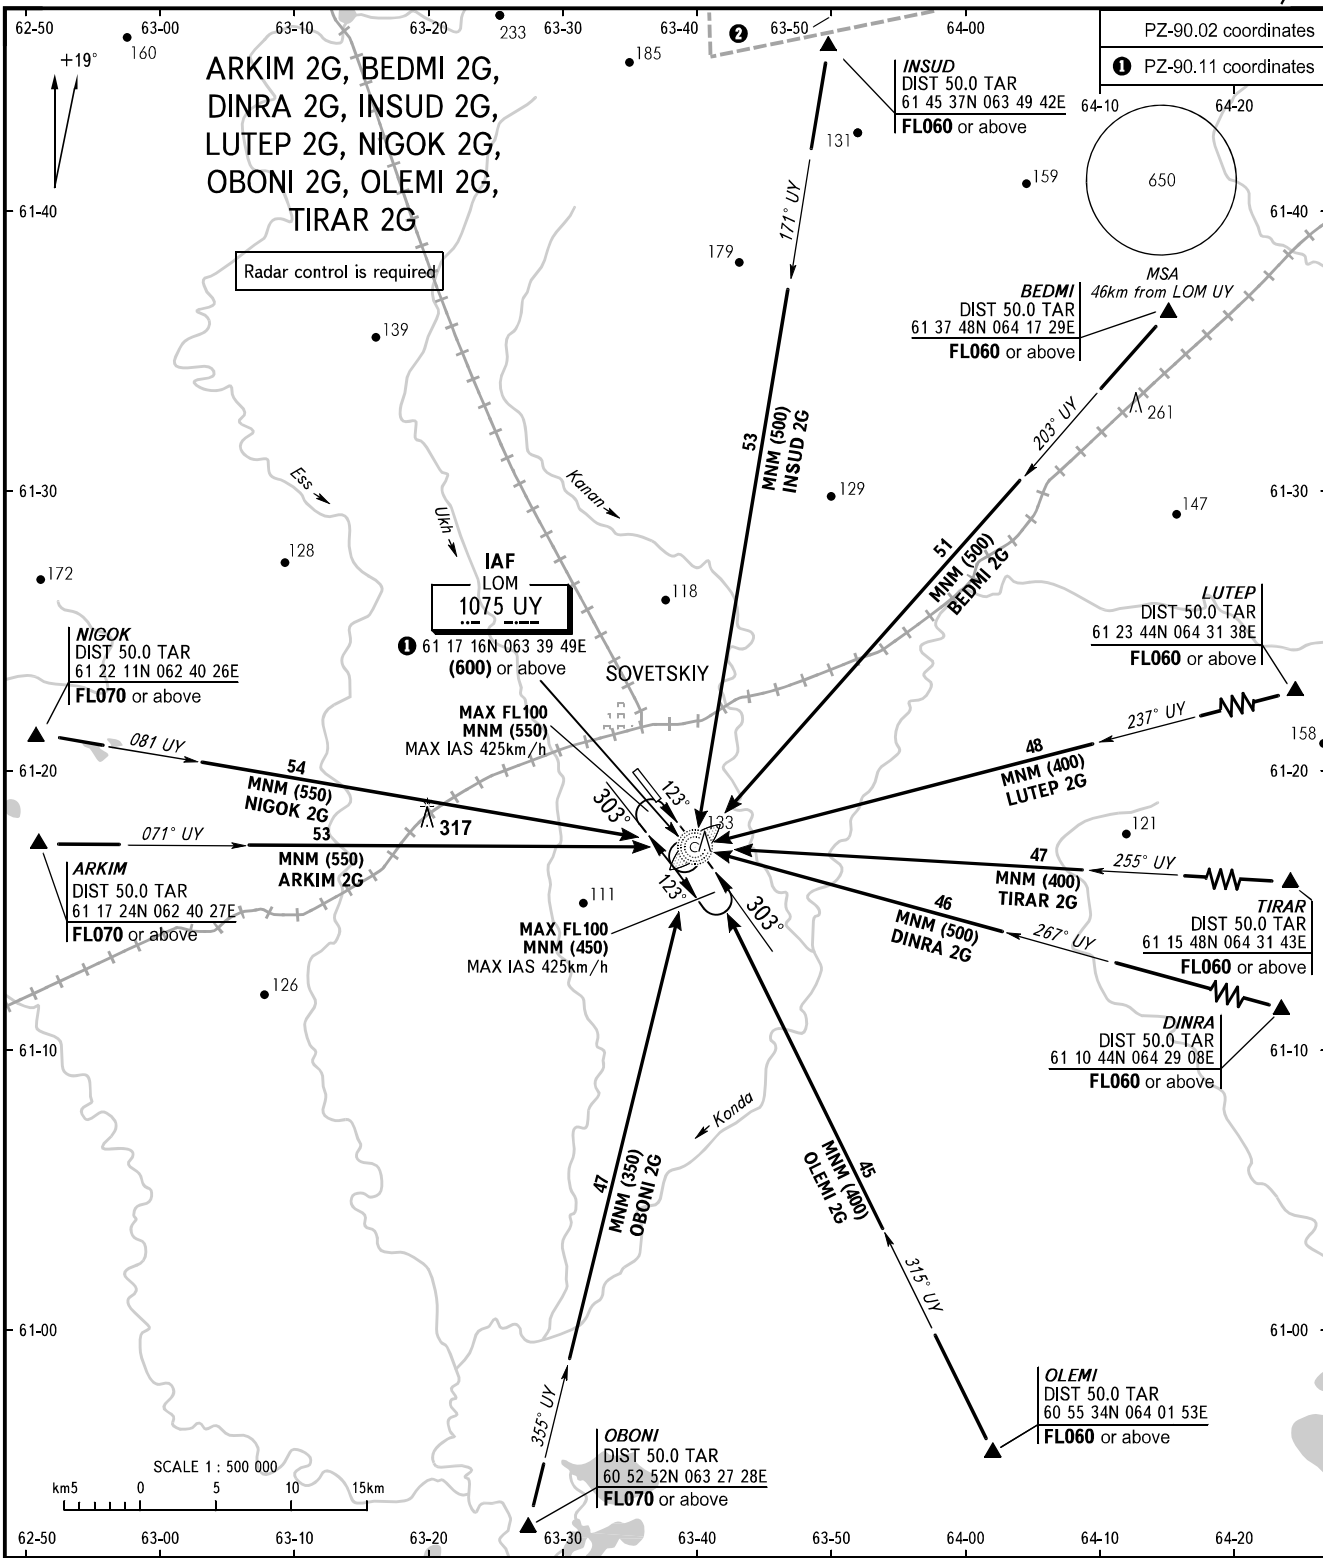 62-50
63-00
63-10
63-20
63-30
63-40
63-50
64-00
PZ-90.02 coordinates
❶ PZ-90.11 coordinates
64-10
64-20
+19°
160
233
185
❷
ARKIM 2G, BEDMI 2G,
DINRA 2G, INSUD 2G,
LUTEP 2G, NIGOK 2G,
OBONI 2G, OLEMI 2G,
TIRAR 2G
Radar control is required
INSUD
DIST 50.0 TAR
61 45 37N 063 49 42E
FL060 or above
131
159
650
MSA
46km from LOM UY
61-40
61-40
171° UY
179
139
BEDMI
DIST 50.0 TAR
61 37 48N 064 17 29E
FL060 or above
261
203° UY
53
MNM (500)
INSUD 2G
61-30
61-30
Ess
Ukh
Kanan
129
147
128
172
118
51
MNM (500)
BEDMI 2G
IAF
LOM
1075 UY
❶ 61 17 16N 063 39 49E
(600) or above
SOVETSKIY
LUTEP
DIST 50.0 TAR
61 23 44N 064 31 38E
FL060 or above
NIGOK
DIST 50.0 TAR
61 22 11N 062 40 26E
FL070 or above
MAX FL100
MNM (550)
MAX IAS 425km/h
237° UY
158
081 UY
54
MNM (550)
NIGOK 2G
48
MNM (400)
LUTEP 2G
61-20
61-20
303°
123°
133
317
121
071° UY
53
MNM (550)
ARKIM 2G
47
MNM (400)
TIRAR 2G
255° UY
ARKIM
DIST 50.0 TAR
61 17 24N 062 40 27E
FL070 or above
111
123°
303°
MAX FL100
MNM (450)
MAX IAS 425km/h
46
MNM (500)
DINRA 2G
267° UY
TIRAR
DIST 50.0 TAR
61 15 48N 064 31 43E
FL060 or above
126
DINRA
DIST 50.0 TAR
61 10 44N 064 29 08E
FL060 or above
61-10
61-10
Konda
47
MNM (350)
OBONI 2G
45
MNM (400)
OLEMI 2G
315° UY
61-00
61-00
355° UY
OLEMI
DIST 50.0 TAR
60 55 34N 064 01 53E
FL060 or above
OBONI
DIST 50.0 TAR
60 52 52N 063 27 28E
FL070 or above
SCALE 1 : 500 000
km5 0 5 10 15km
62-50
63-00
63-10
63-20
63-30
63-40
63-50
64-00
64-10
64-20